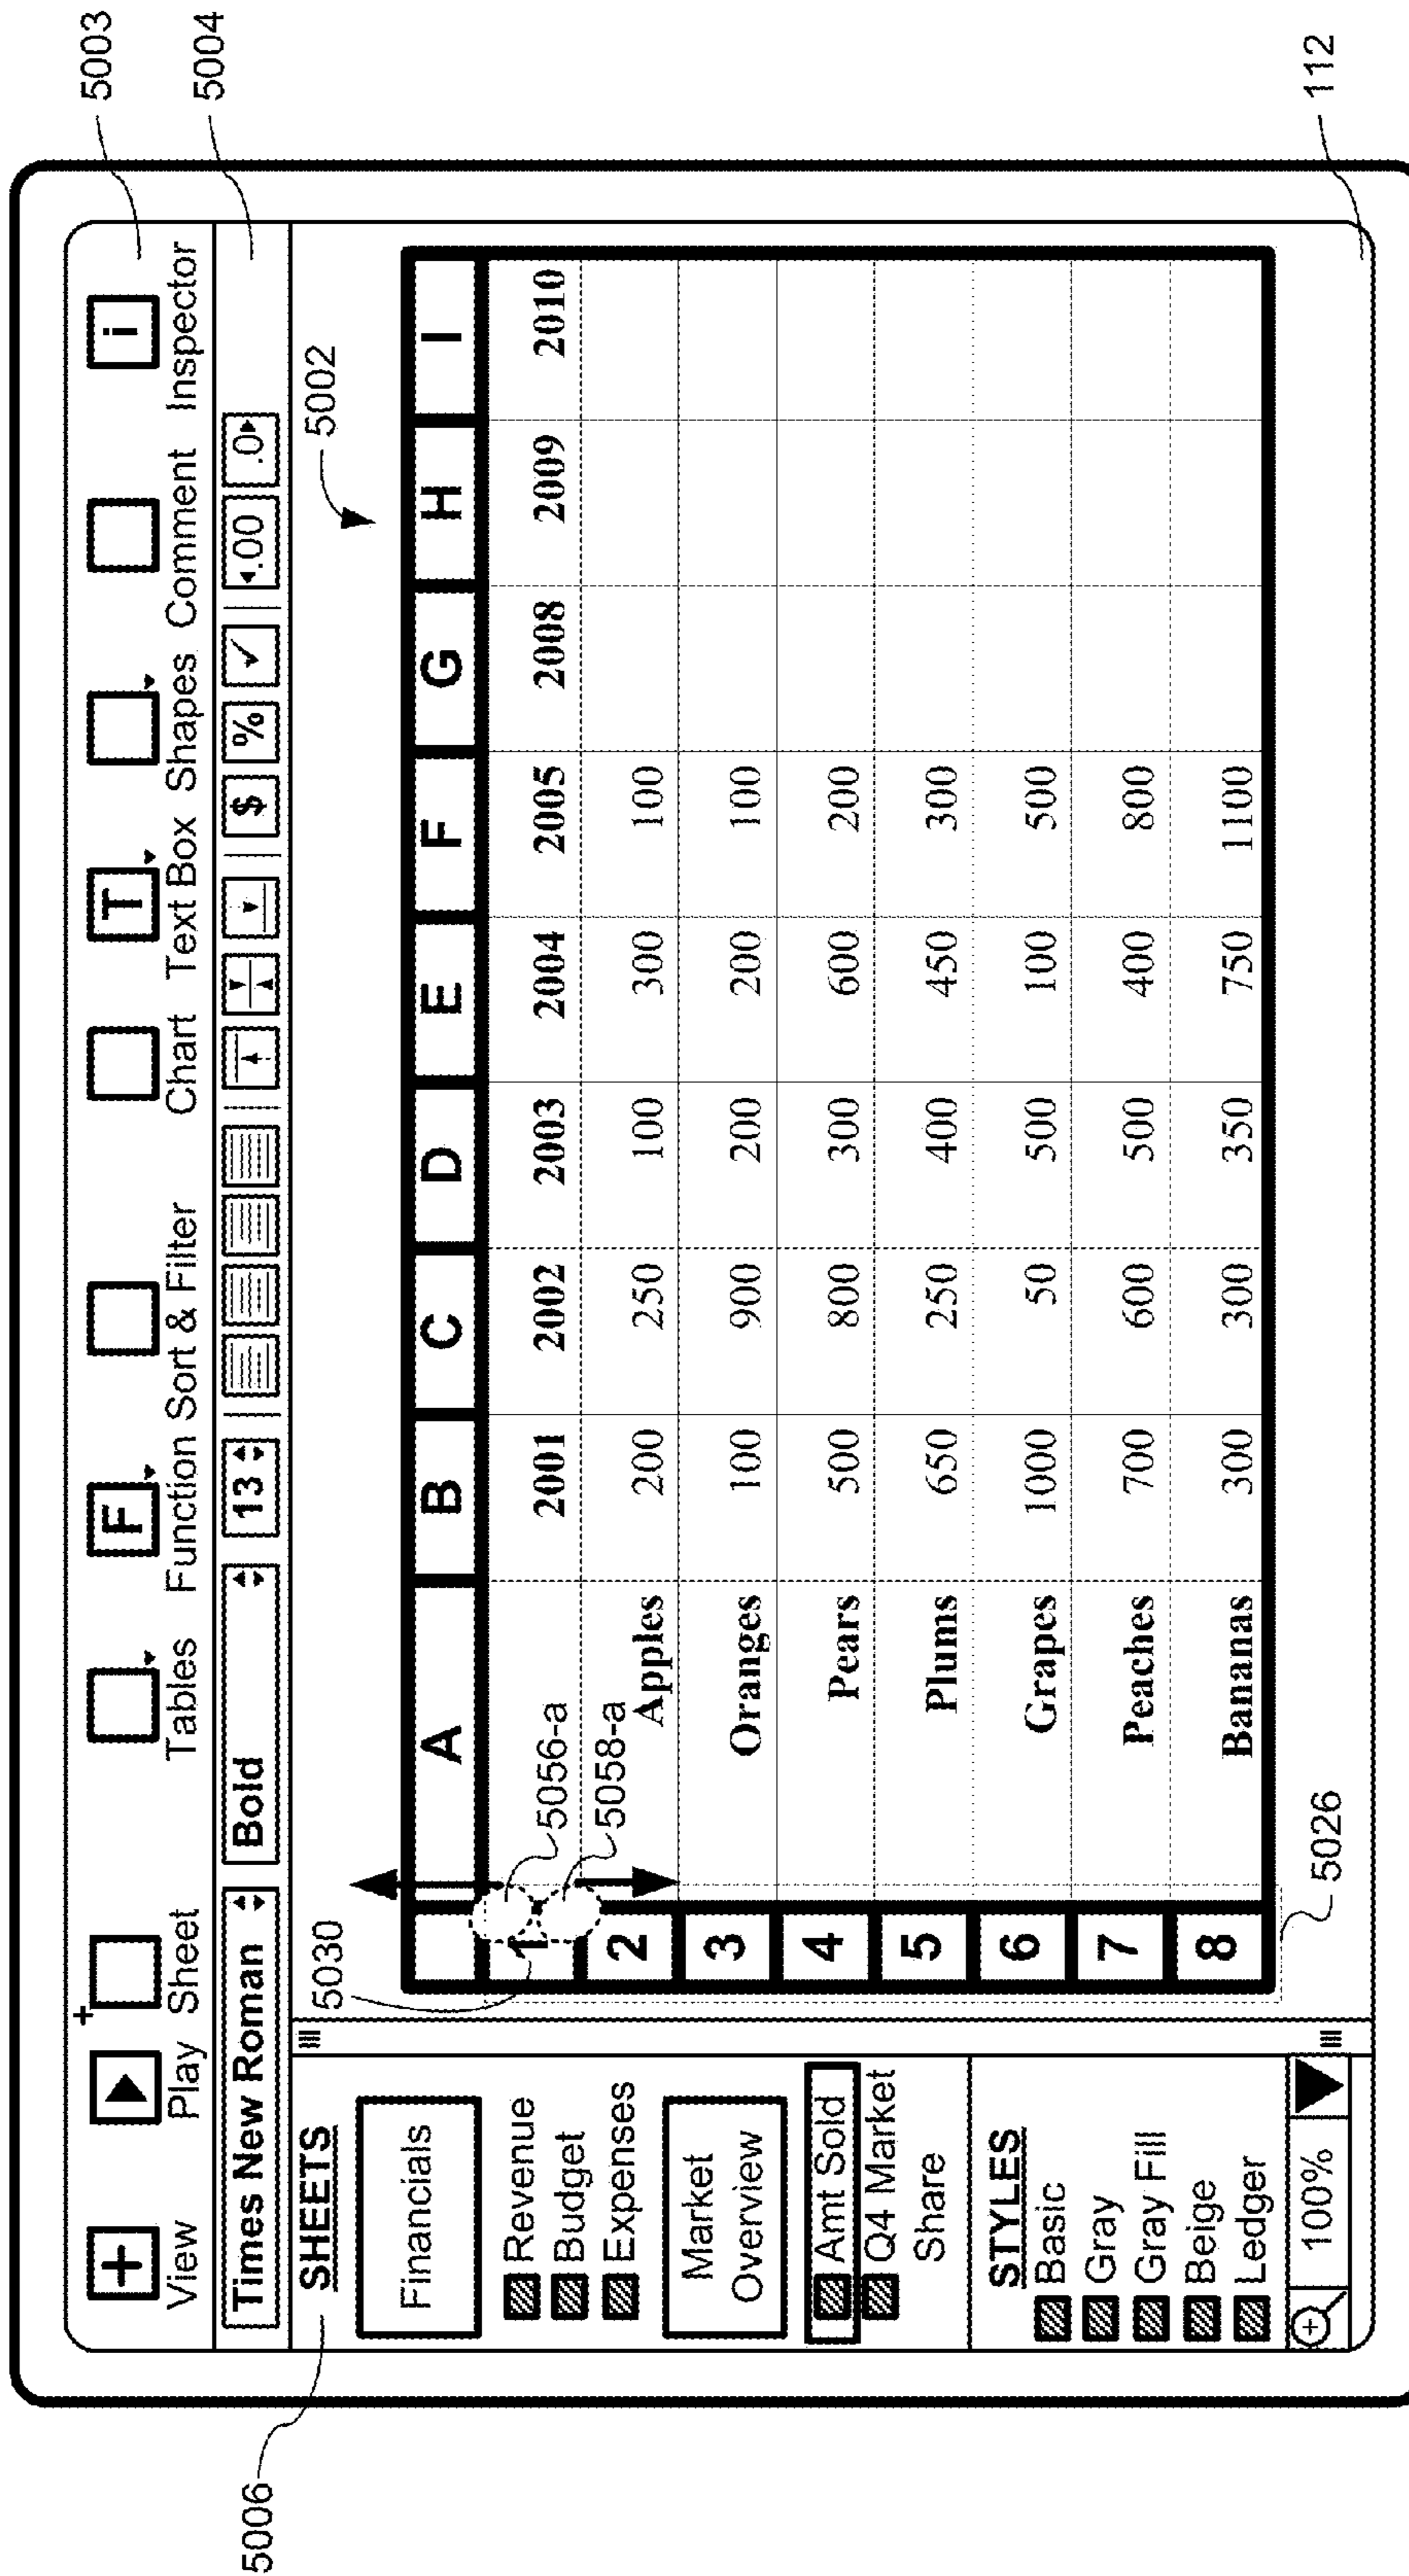 5003
View Play Sheet Tables Function Sort & Filter Chart Text Box Shapes Comment Inspector
+ + F T i
5004
Times New Roman Bold 13 $ % ✓ .00 .0
5006
SHEETS
Financials
Revenue
Budget
Expenses
Market
Overview
Amt Sold
Q4 Market
Share
STYLES
Basic
Gray
Gray Fill
Beige
Ledger
100%
5030
5002
A B C D E F G H I
1 2001 2002 2003 2004 2005 2008 2009 2010
5056-a
5058-a
2 Apples 200 250 100 300 100
3 Oranges 100 900 200 200 100
4 Pears 500 800 300 600 200
5 Plums 650 250 400 450 300
6 Grapes 1000 50 500 100 500
7 Peaches 700 600 500 400 800
8 Bananas 300 300 350 750 1100
5026
112